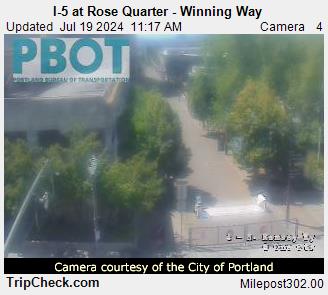 I-5 at Rose Quarter - Winning Way
Updated Jul 19 2024 11:17 AM Camera 4
PBOT
PORTLAND BUREAU OF TRANSPORTATION
Camera courtesy of the City of Portland
TripCheck.com Milepost302.00